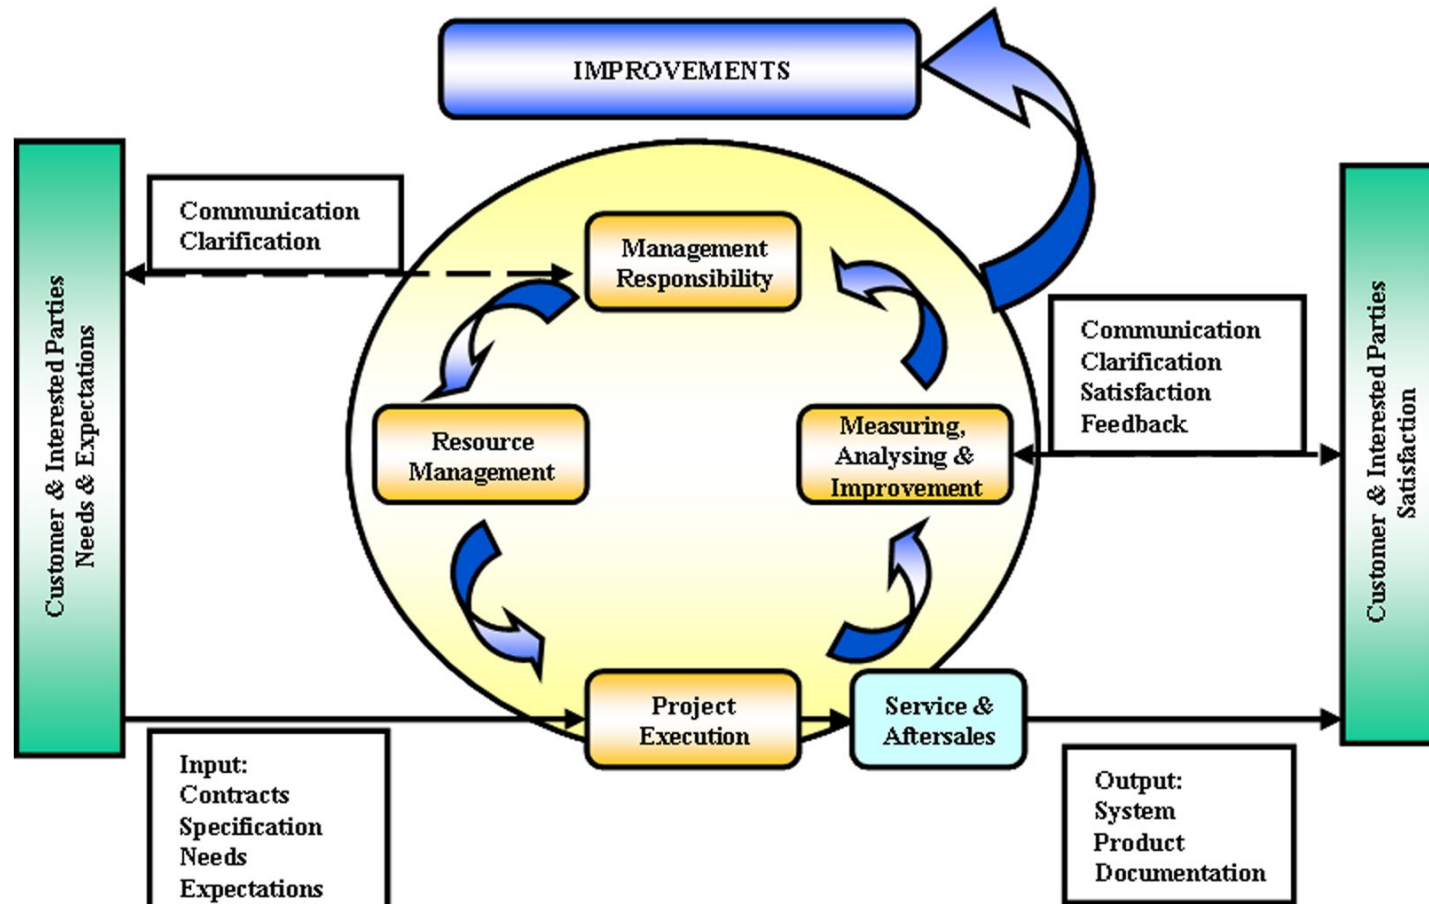 IMPROVEMENTS
Customer & Interested Parties
Needs & Expectations
Communication
Clarification
Management
Responsibility
Resource
Management
Measuring,
Analysing &
Improvement
Communication
Clarification
Satisfaction
Feedback
Customer & Interested Parties
Satisfaction
Project
Execution
Service &
Aftersales
Input:
Contracts
Specification
Needs
Expectations
Output:
System
Product
Documentation